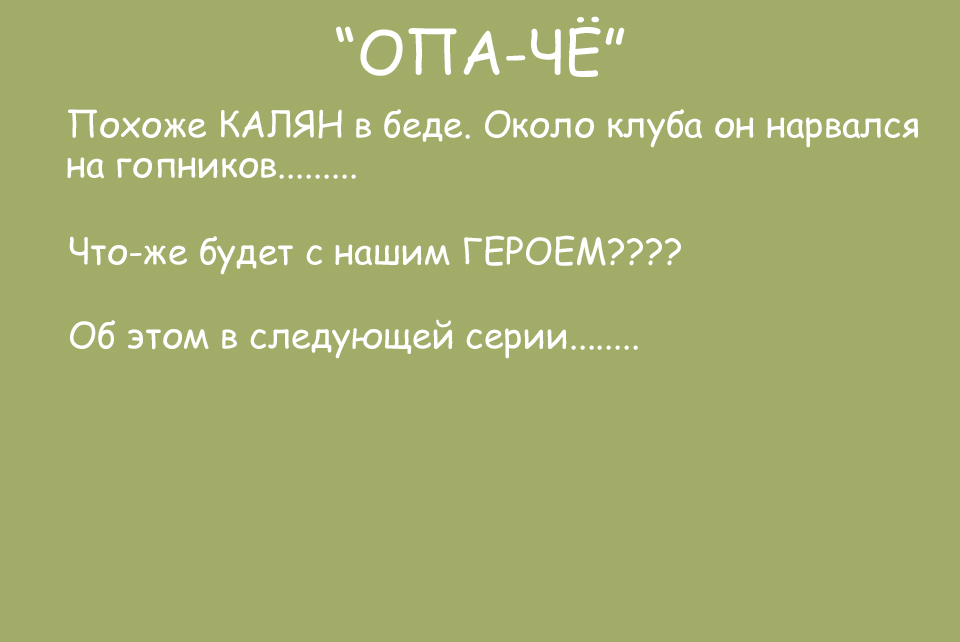 “ОПА-ЧЁ”
Похоже КАЛЯН в беде. Около клуба он нарвался
на гопников.........
Что-же будет с нашим ГЕРОЕМ????
Об этом в следующей серии........